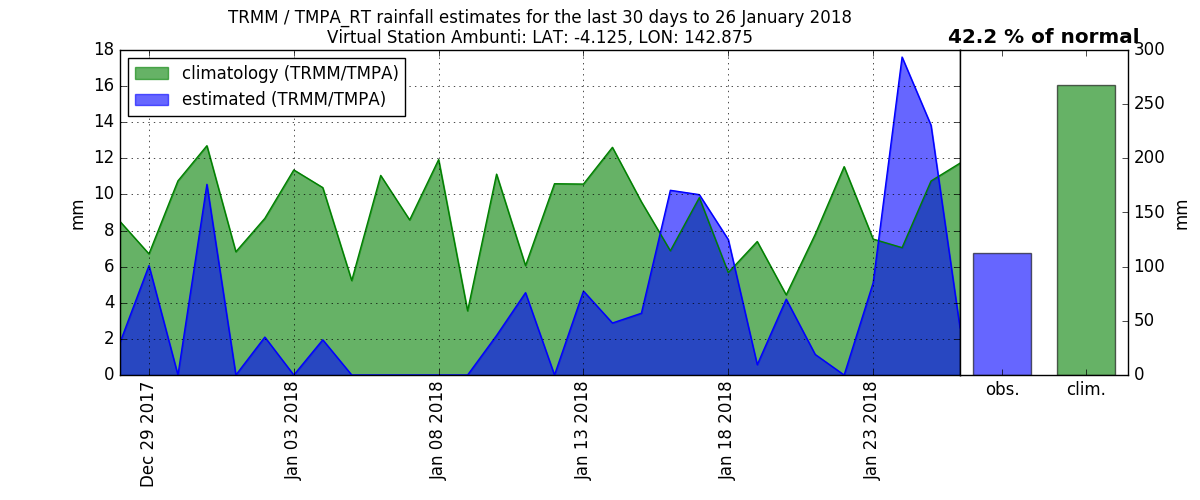 TRMM / TMPA_RT rainfall estimates for the last 30 days to 26 January 2018
Virtual Station Ambunti: LAT: -4.125, LON: 142.875
42.2 % of normal
climatology (TRMM/TMPA)
estimated (TRMM/TMPA)
mm
18
16
14
12
10
8
6
4
2
0
Dec 29 2017
Jan 03 2018
Jan 08 2018
Jan 13 2018
Jan 18 2018
Jan 23 2018
obs.
clim.
300
250
200
150
100
50
0
mm